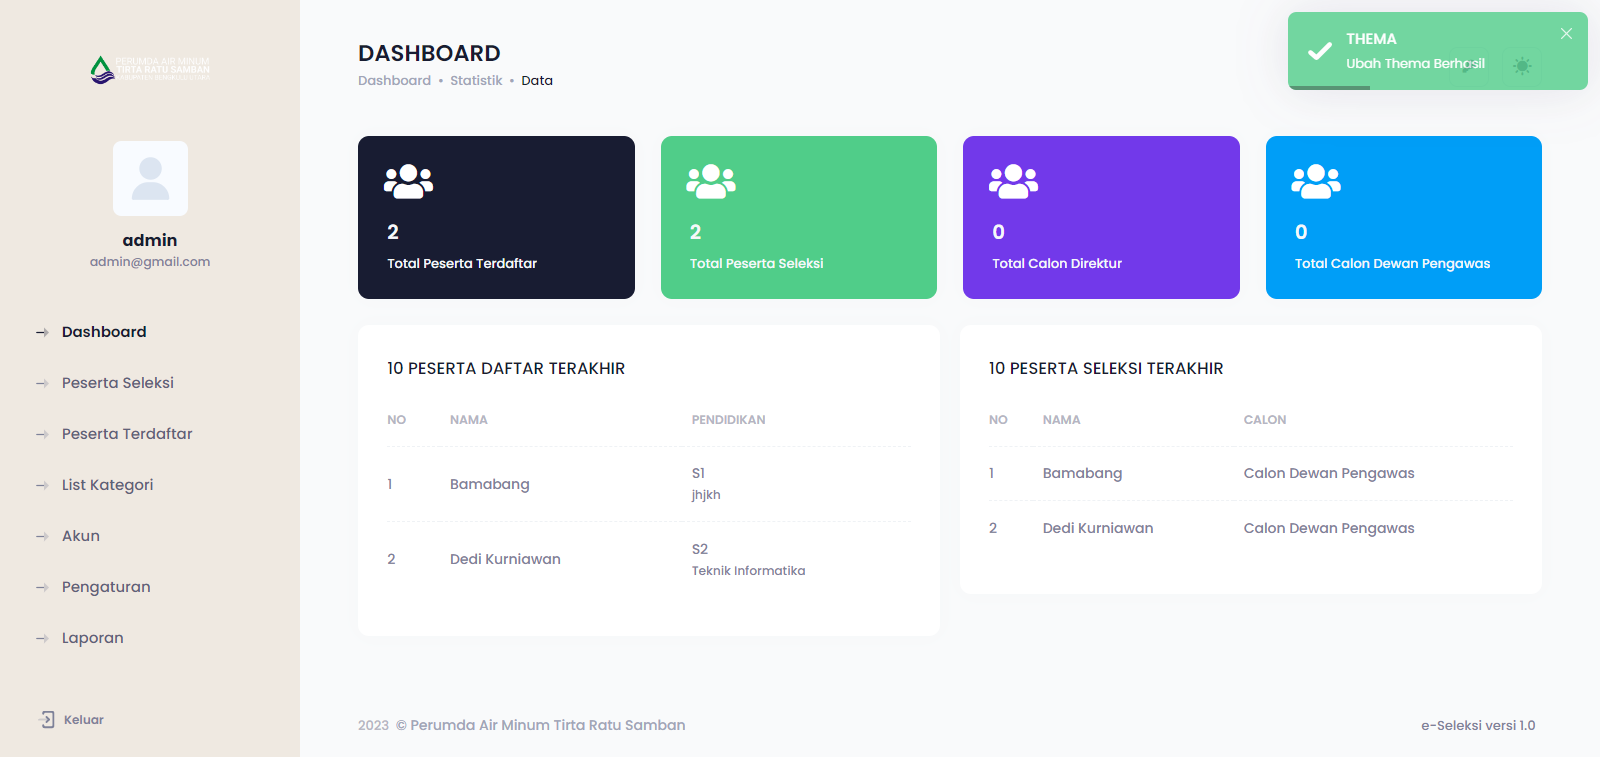 PERUMDA AIR MINUM
TIRTA RATU SAMBAN
admin
admin@gmail.com
Dashboard
Peserta Seleksi
Peserta Terdaftar
List Kategori
Akun
Pengaturan
Laporan
Keluar
DASHBOARD
Dashboard • Statistik • Data
THEMA
Ubah Thema Berhasil
2
Total Peserta Terdaftar
2
Total Peserta Seleksi
0
Total Calon Direktur
0
Total Calon Dewan Pengawas
10 PESERTA DAFTAR TERAKHIR
NO NAMA PENDIDIKAN
1 Bamabang S1
jhjkh
2 Dedi Kurniawan S2
Teknik Informatika
10 PESERTA SELEKSI TERAKHIR
NO NAMA CALON
1 Bamabang Calon Dewan Pengawas
2 Dedi Kurniawan Calon Dewan Pengawas
2023 © Perumda Air Minum Tirta Ratu Samban
e-Seleksi versi 1.0